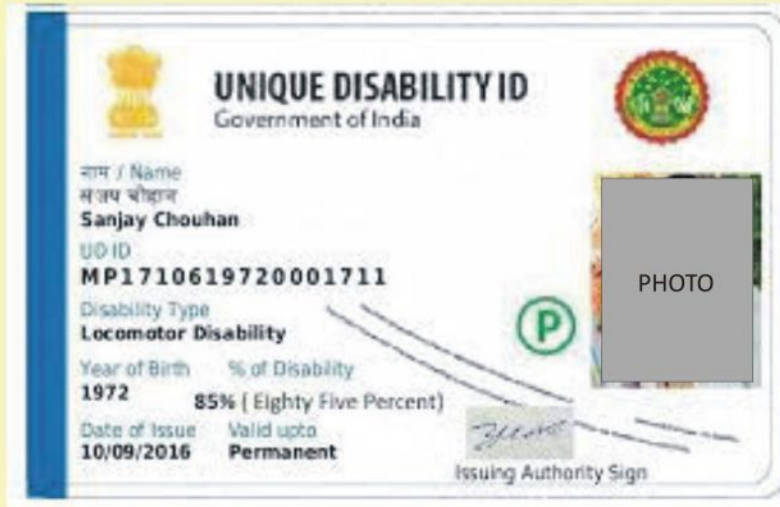 UNIQUE DISABILITY ID
Government of India
नाम / Name
संजय चौहान
Sanjay Chouhan
UD ID
MP1710619720001711
Disability Type
Locomotor Disability
P
PHOTO
Year of Birth % of Disability
1972 85% ( Eighty Five Percent)
Date of Issue Valid upto
10/09/2016 Permanent
Issuing Authority Sign